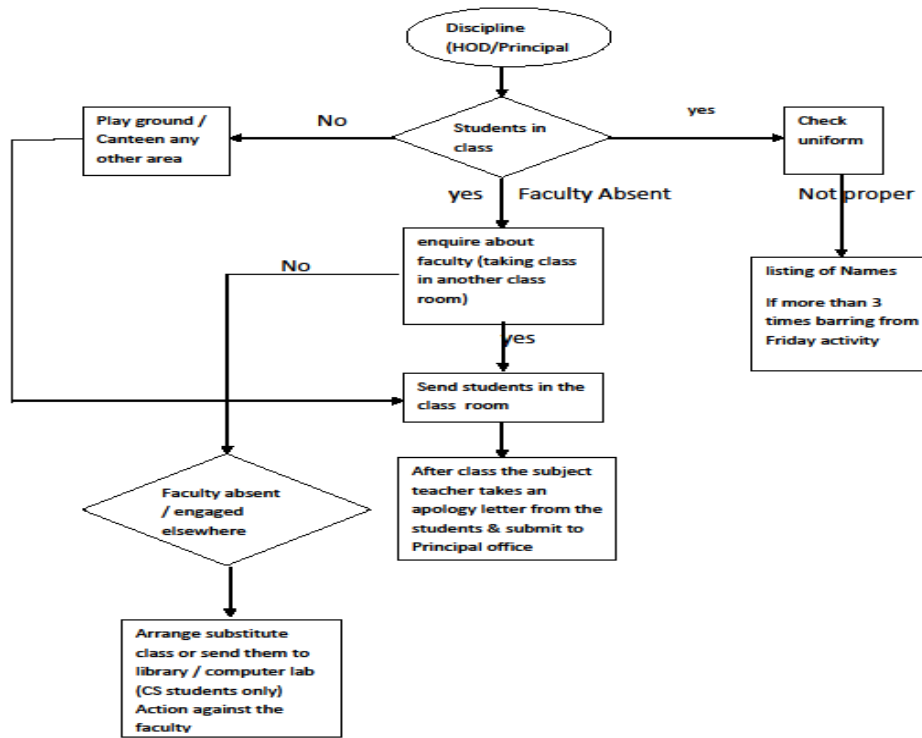 Discipline
(HOD/Principal
Play ground /
Canteen any
other area
No
Students in
class
yes
Check
uniform
yes
Faculty Absent
Not proper
enquire about
faculty (taking class
in another class
room)
No
listing of Names
If more than 3
times barring from
Friday activity
yes
Send students in the
class room
After class the subject
teacher takes an
apology letter from the
students & submit to
Principal office
Faculty absent
/ engaged
elsewhere
Arrange substitute
class or send them to
library / computer lab
(CS students only)
Action against the
faculty